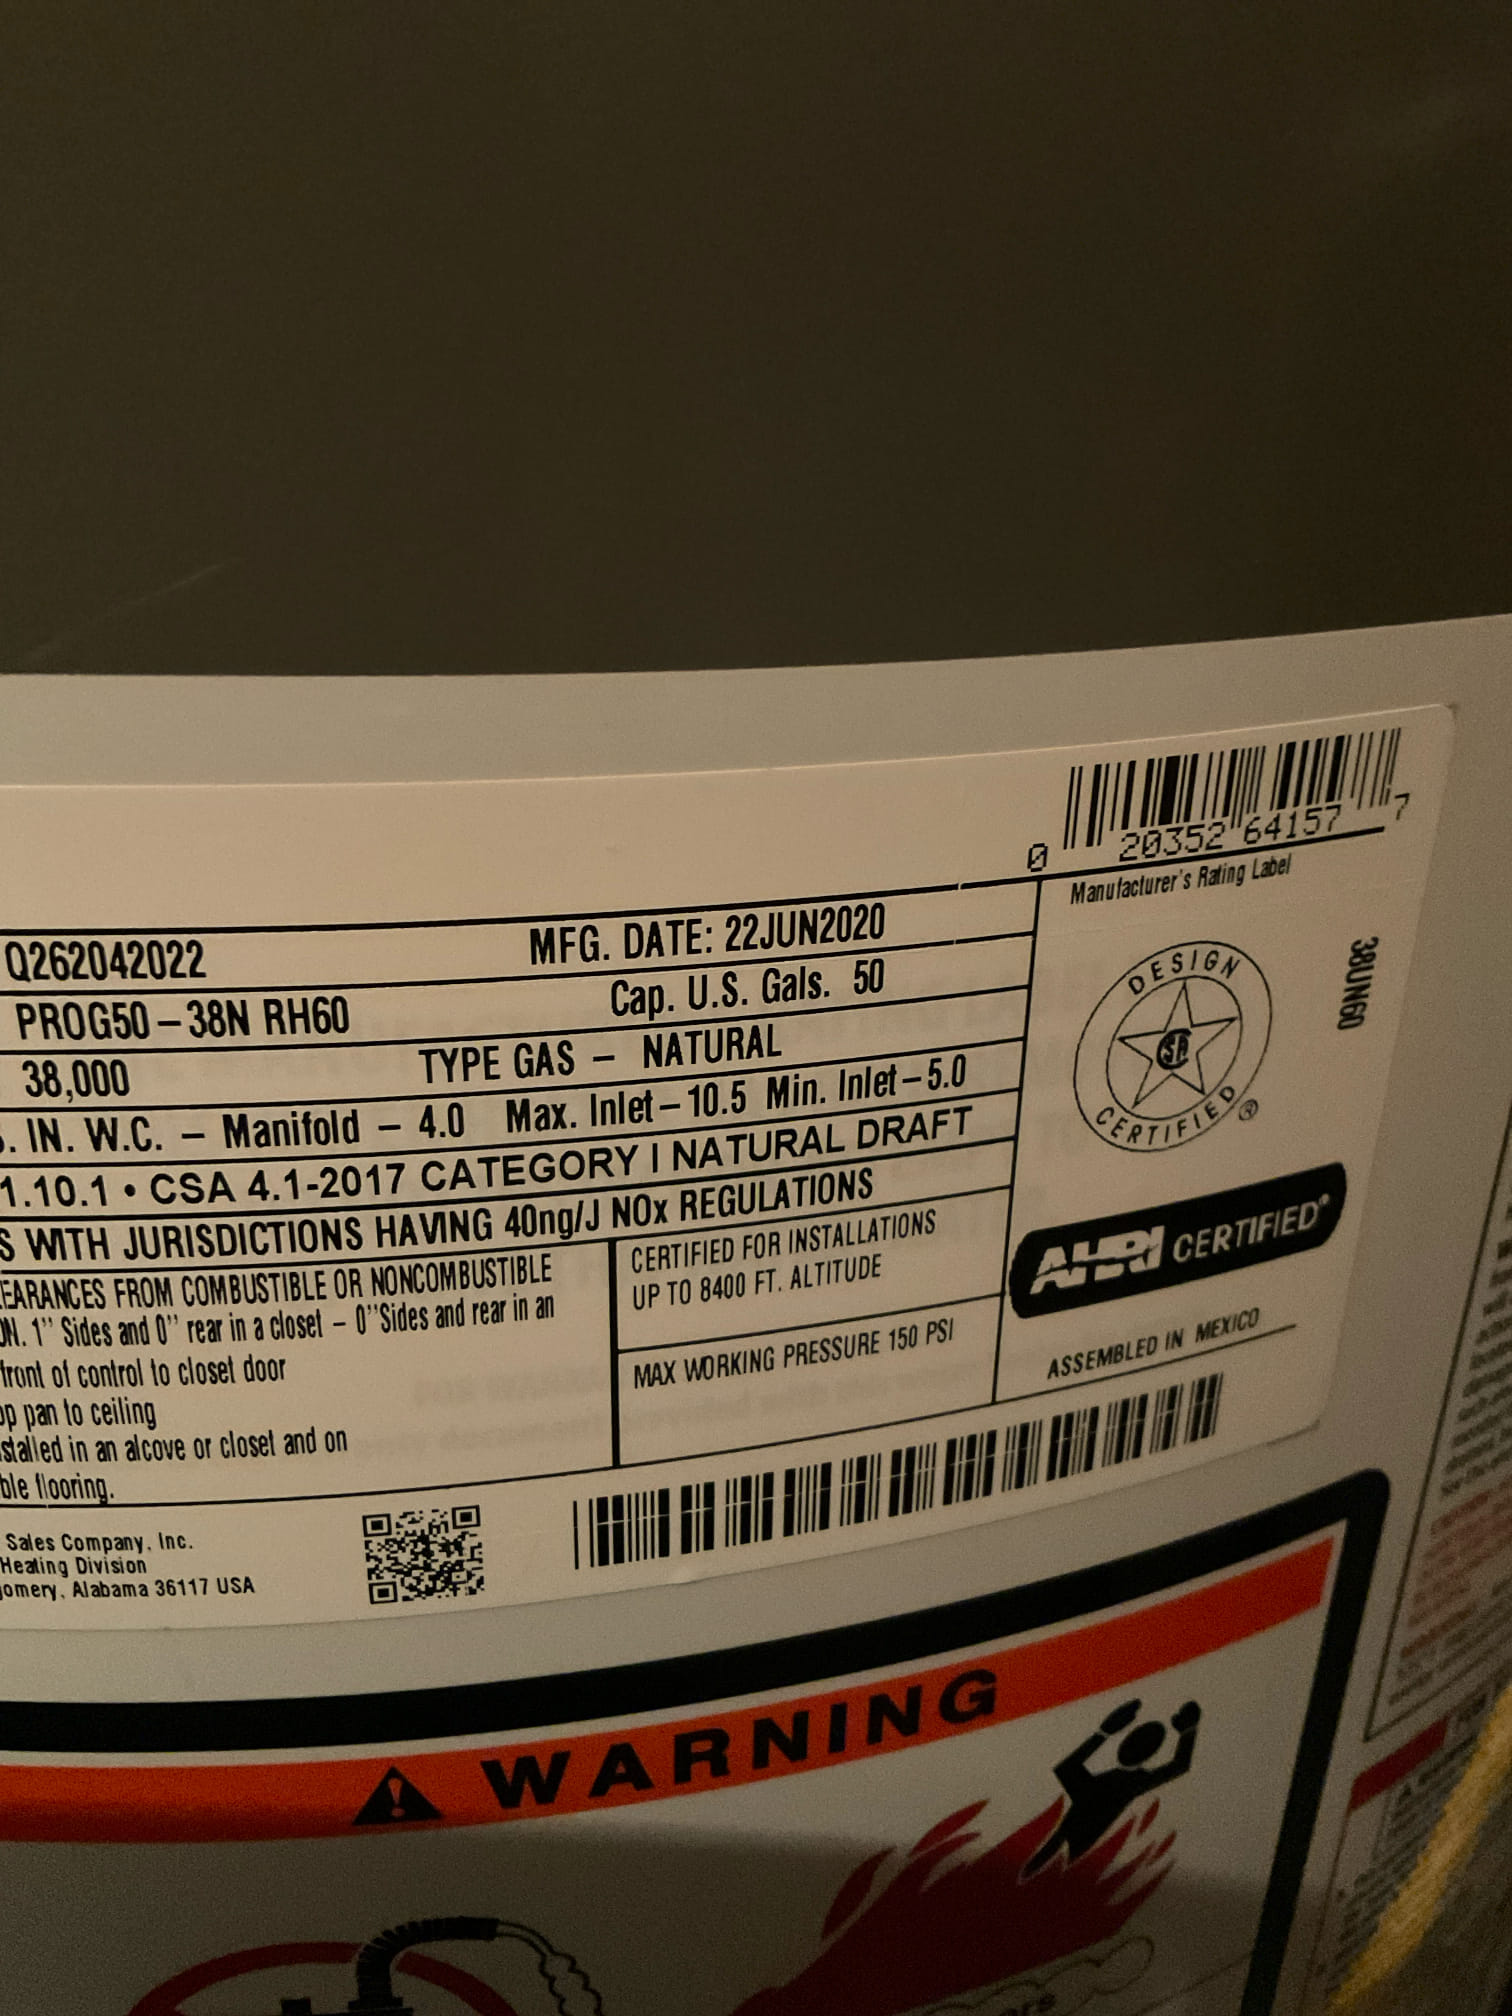 0 20352 64157 7
Manufacturer's Rating Label
Q262042022 MFG. DATE: 22JUN2020
PROG50–38N RH60 Cap. U.S. Gals. 50
38,000 TYPE GAS – NATURAL
. IN. W.C. – Manifold – 4.0 Max. Inlet–10.5 Min. Inlet–5.0
1.10.1 • CSA 4.1-2017 CATEGORY I NATURAL DRAFT
S WITH JURISDICTIONS HAVING 40ng/J NOx REGULATIONS
EARANCES FROM COMBUSTIBLE OR NONCOMBUSTIBLE
ON. 1'' Sides and 0'' rear in a closet – 0''Sides and rear in an
front of control to closet door
op pan to ceiling
stalled in an alcove or closet and on
ble flooring.
CERTIFIED FOR INSTALLATIONS
UP TO 8400 FT. ALTITUDE
MAX WORKING PRESSURE 150 PSI
DESIGN
CERTIFIED®
38UN60
AHRI CERTIFIED®
ASSEMBLED IN MEXICO
Sales Company, Inc.
Heating Division
gomery, Alabama 36117 USA
WARNING
ors